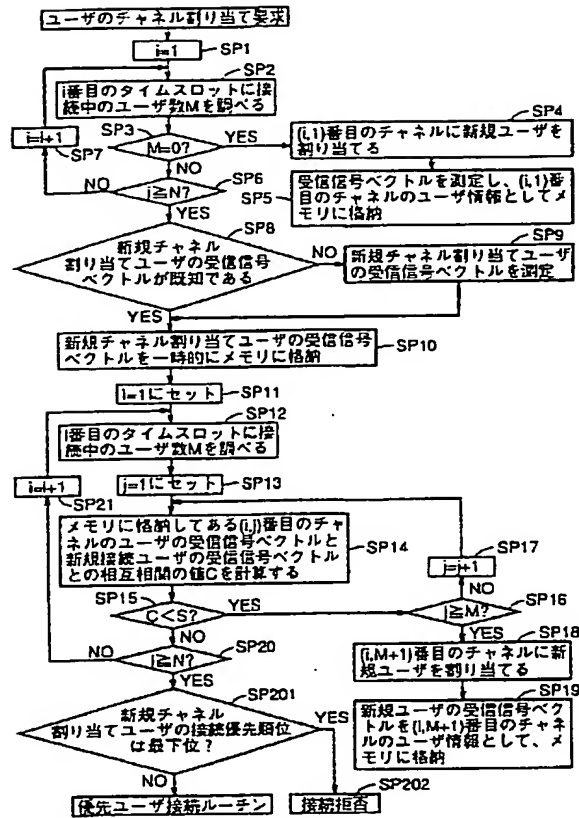 ユーザのチャネル割り当て要求
i=1
SP1
SP2
i番目のタイムスロットに接
続中のユーザ数Mを調べる
i=i+1
SP7
SP3
M=0?
YES
NO
SP4
(i,1)番目のチャネルに新規ユーザを
割り当てる
SP6
i≧N?
NO
YES
SP5
受信信号ベクトルを測定し、(i,1)番
目のチャネルのユーザ情報としてメ
モリに格納
SP8
新規チャネル
割り当てユーザの受信信号
ベクトルが既知である
NO
YES
SP9
新規チャネル割り当てユーザ
の受信信号ベクトルを測定
新規チャネル割り当てユーザの受信信号
ベクトルを一時的にメモリに格納
SP10
i=1にセット
SP11
SP12
i番目のタイムスロットに接
続中のユーザ数Mを調べる
i=i+1
SP21
j=1にセット
SP13
メモリに格納してある(i,j)番目のチャ
ネルのユーザの受信信号ベクトルと
新規接続ユーザの受信信号ベクトル
との相互相関の値Cを計算する
SP14
SP17
j=j+1
NO
SP15
C<S?
YES
NO
j≧M?
SP16
YES
SP18
(i,M+1)番目のチャネルに新
規ユーザを割り当てる
NO
SP20
YES
SP19
新規ユーザの受信信号ベク
トルを(i,M+1)番目のチャネ
ルのユーザ情報として、メ
モリに格納
SP201
新規チャネル
割り当てユーザの接続優先順位
は最下位?
YES
NO
SP202
優先ユーザ接続ルーチン
接続拒否